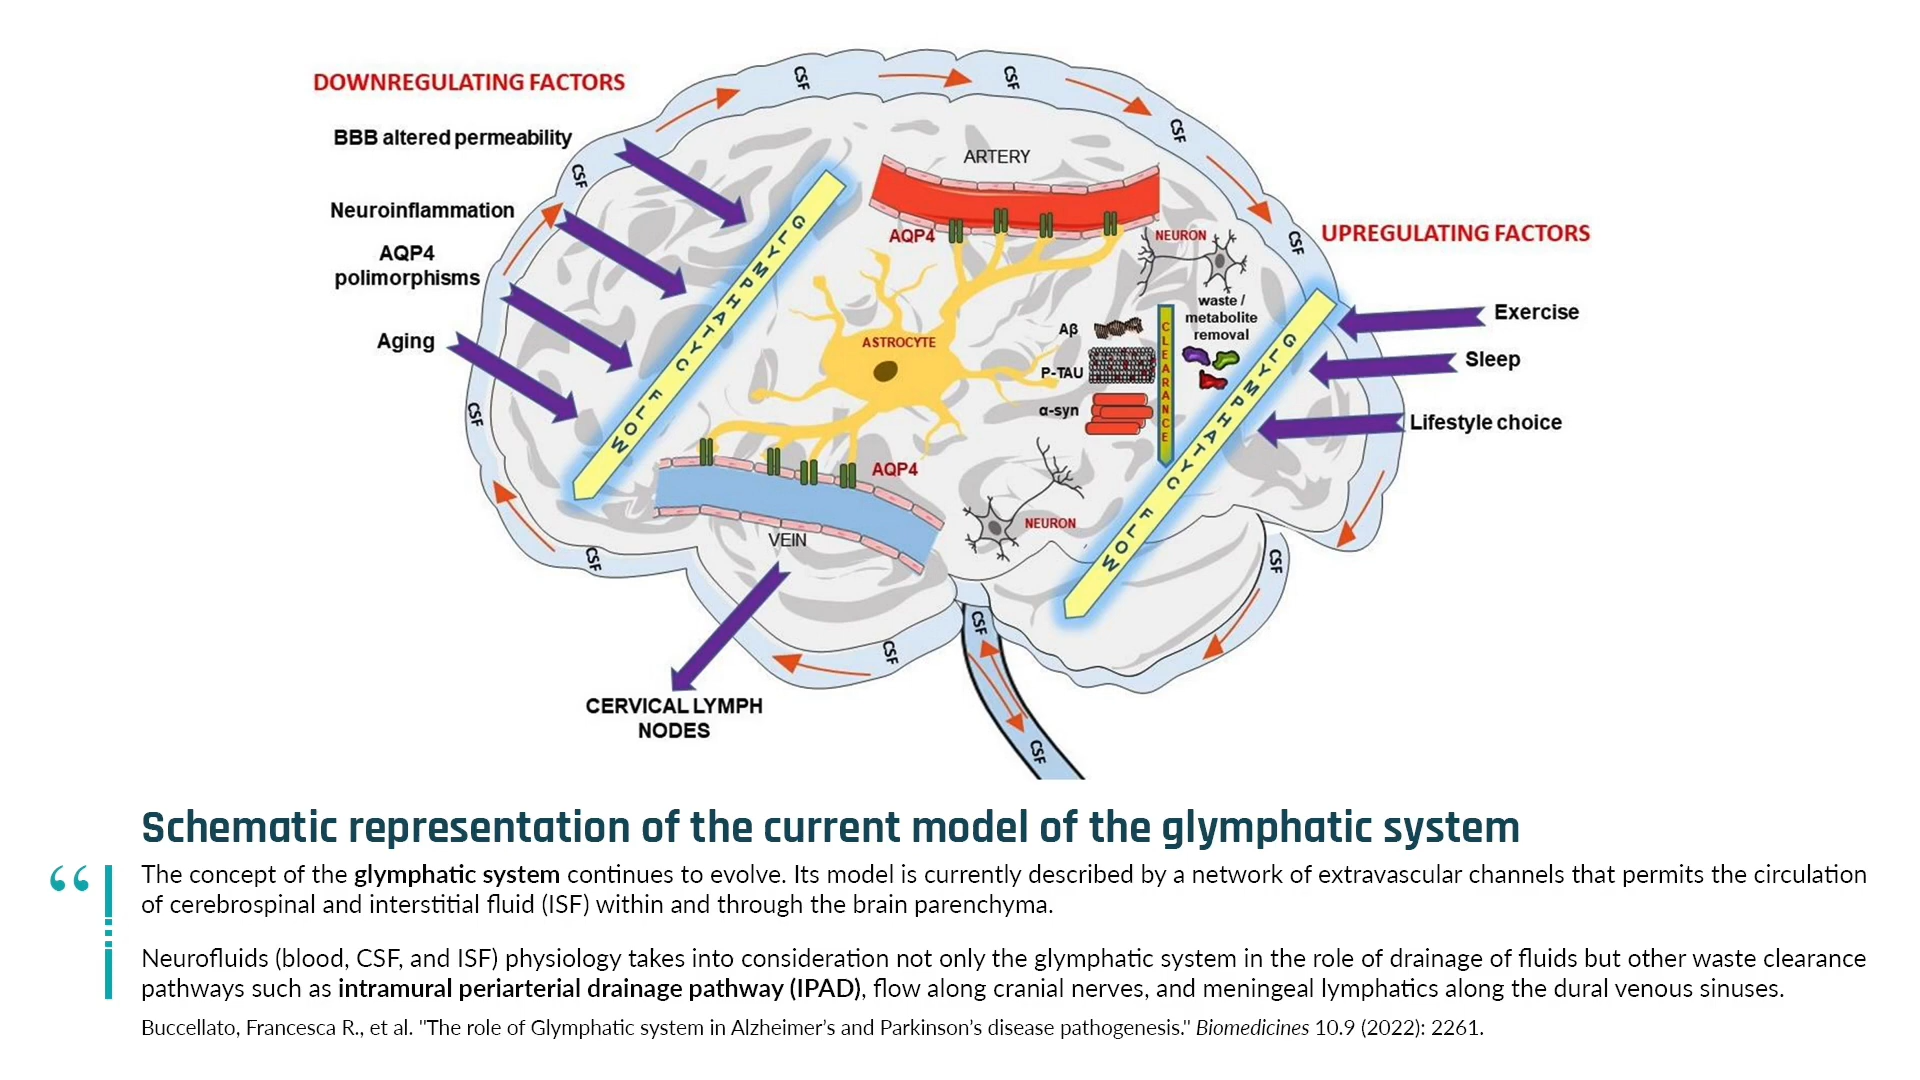 DOWNREGULATING FACTORS
BBB altered permeability
Neuroinflammation
AQP4
polimorphisms
Aging
CSF
CSF
CSF
CSF
CSF
CSF
CSF
CSF
CSF
CSF
CSF
CSF
GLYMPHATYC FLOW
ARTERY
AQP4
ASTROCYTE
NEURON
waste /
metabolite
removal
Aβ
P-TAU
α-syn
CLEARANCE
GLYMPHATYC FLOW
AQP4
NEURON
VEIN
CERVICAL LYMPH
NODES
UPREGULATING FACTORS
Exercise
Sleep
Lifestyle choice
Schematic representation of the current model of the glymphatic system
“
The concept of the glymphatic system continues to evolve. Its model is currently described by a network of extravascular channels that permits the circulation
of cerebrospinal and interstitial fluid (ISF) within and through the brain parenchyma.
Neurofluids (blood, CSF, and ISF) physiology takes into consideration not only the glymphatic system in the role of drainage of fluids but other waste clearance
pathways such as intramural periarterial drainage pathway (IPAD), flow along cranial nerves, and meningeal lymphatics along the dural venous sinuses.
Buccellato, Francesca R., et al. "The role of Glymphatic system in Alzheimer’s and Parkinson’s disease pathogenesis." Biomedicines 10.9 (2022): 2261.